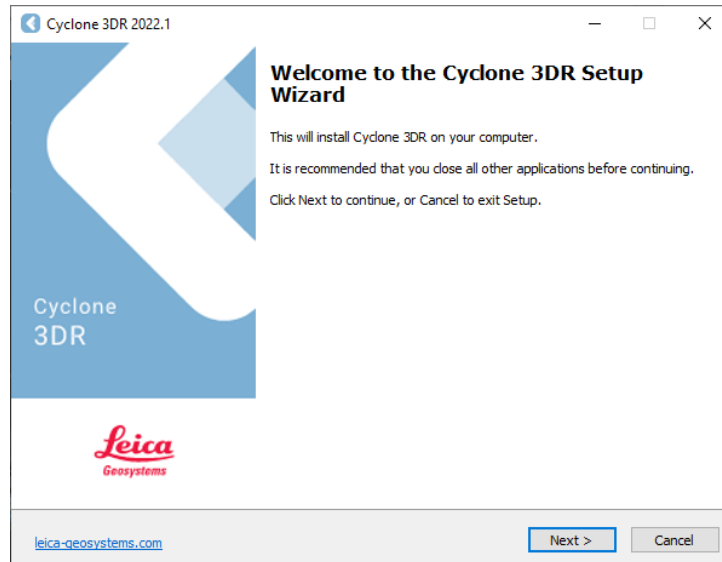 Cyclone 3DR 2022.1
Welcome to the Cyclone 3DR Setup
Wizard
This will install Cyclone 3DR on your computer.
It is recommended that you close all other applications before continuing.
Click Next to continue, or Cancel to exit Setup.
Cyclone
3DR
Leica
Geosystems
leica-geosystems.com
Next >
Cancel